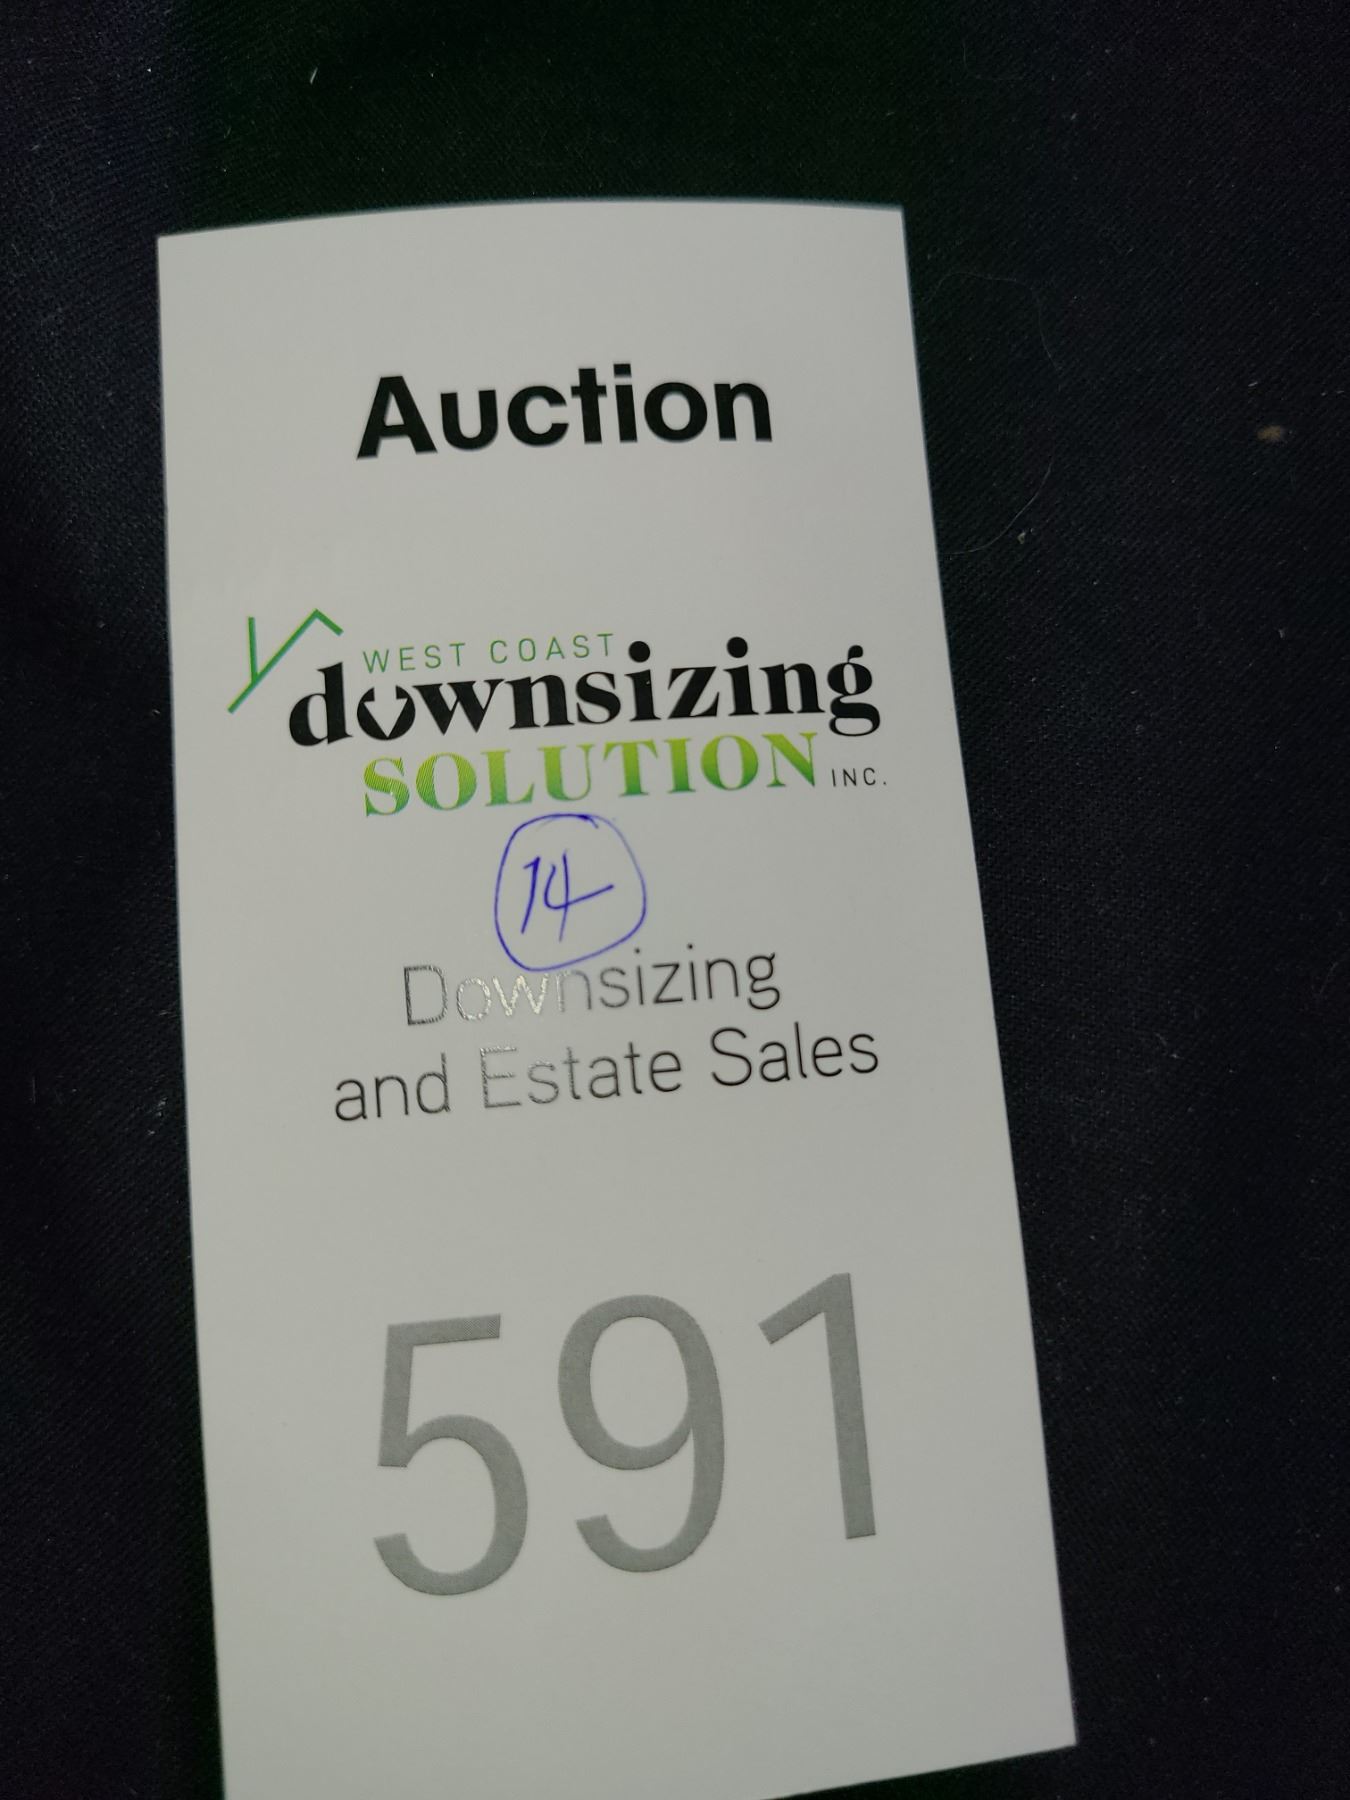 Auction
WEST COAST
downsizing
SOLUTION INC.
14
Downsizing
and Estate Sales
591